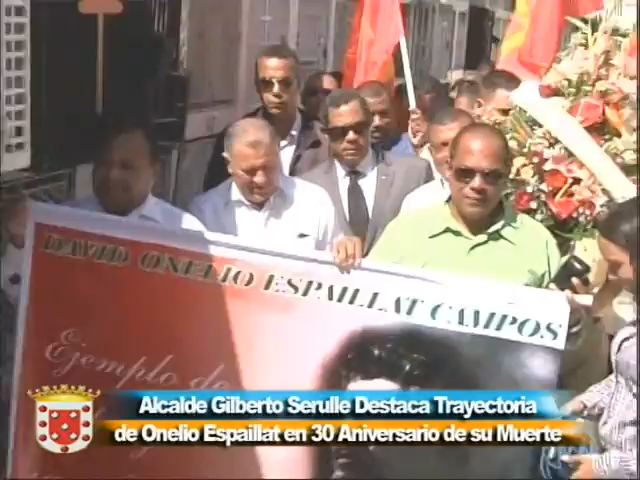 DAVID ONELIO ESPAILLAT CAMPOS
Ejemplo de
Alcalde Gilberto Serulle Destaca Trayectoria
de Onelio Espaillat en 30 Aniversario de su Muerte